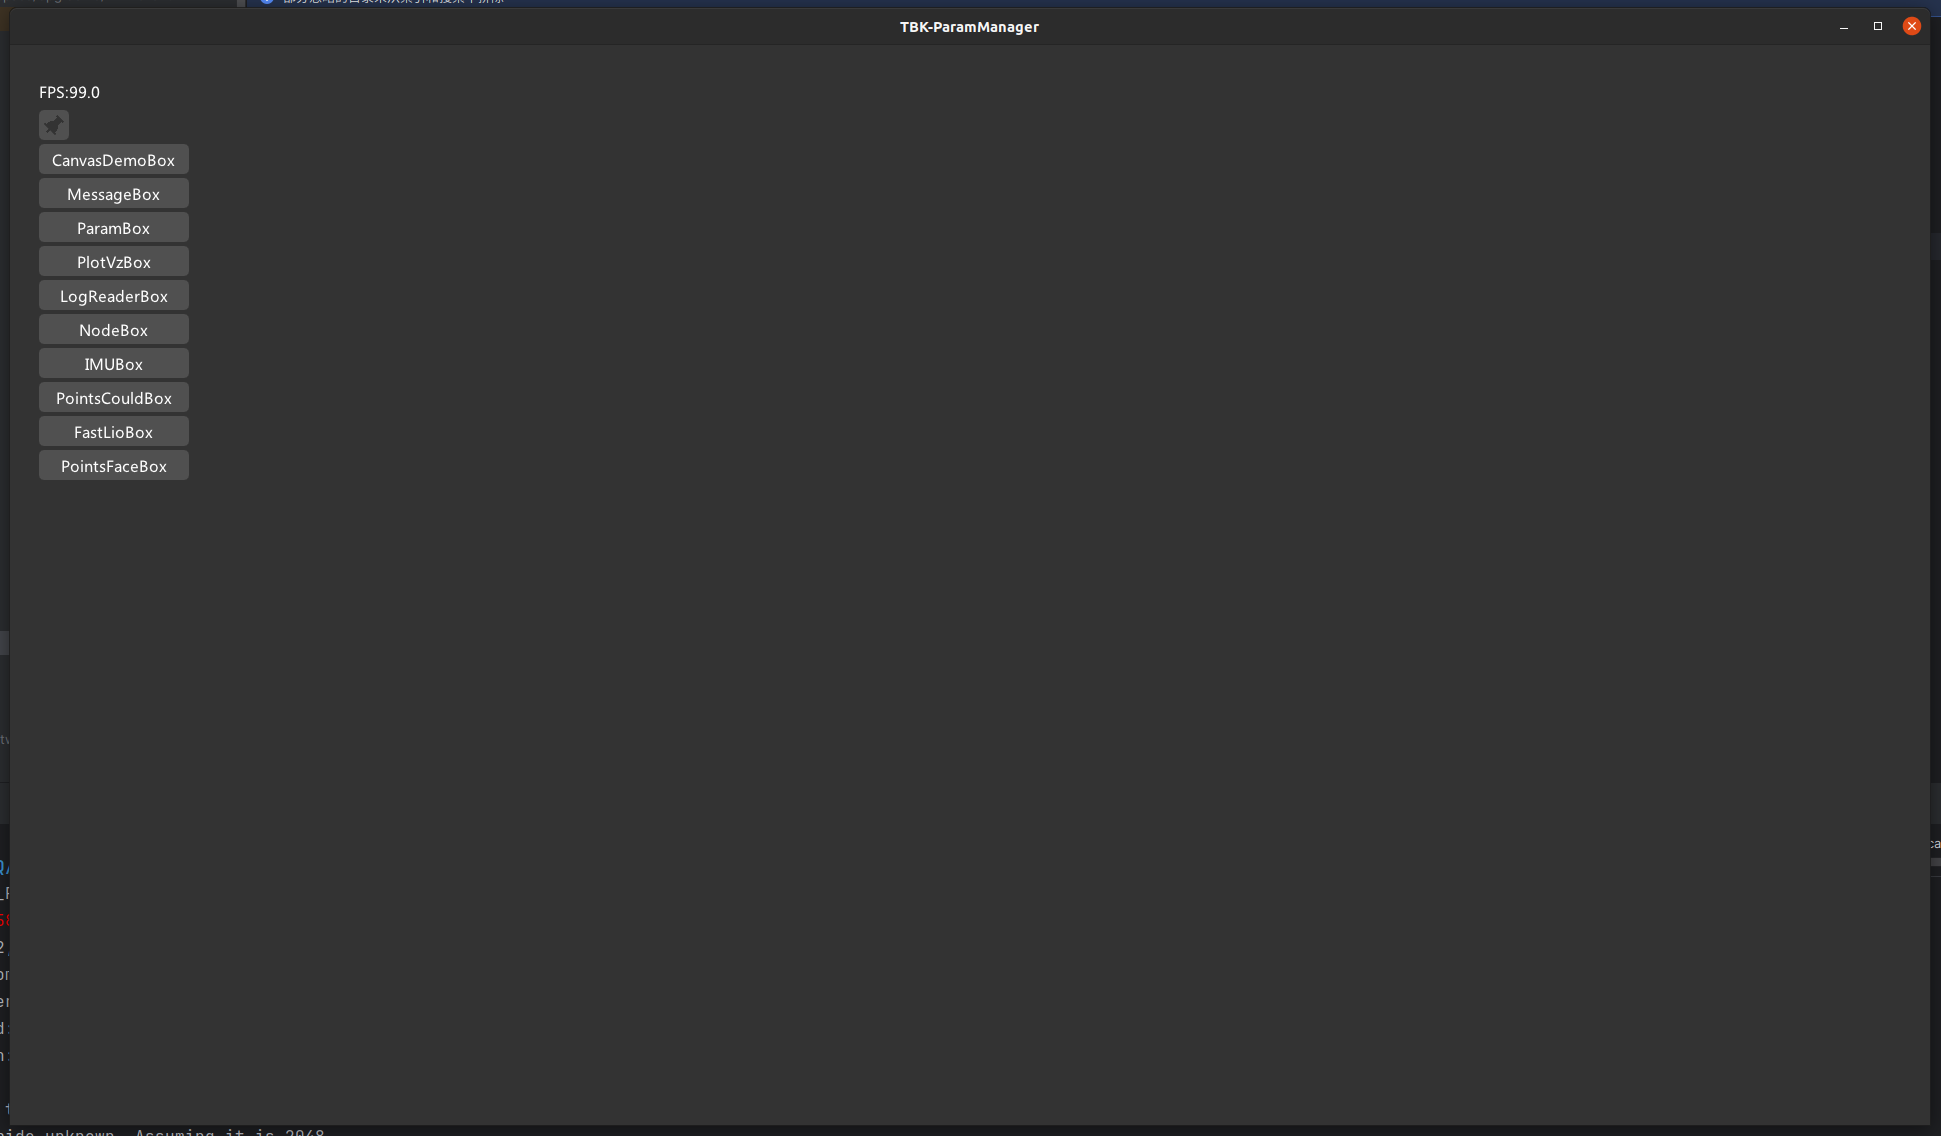 TBK-ParamManager
FPS:99.0
CanvasDemoBox
MessageBox
ParamBox
PlotVzBox
LogReaderBox
NodeBox
IMUBox
PointsCouldBox
FastLioBox
PointsFaceBox
unknown. Assuming it is 2048